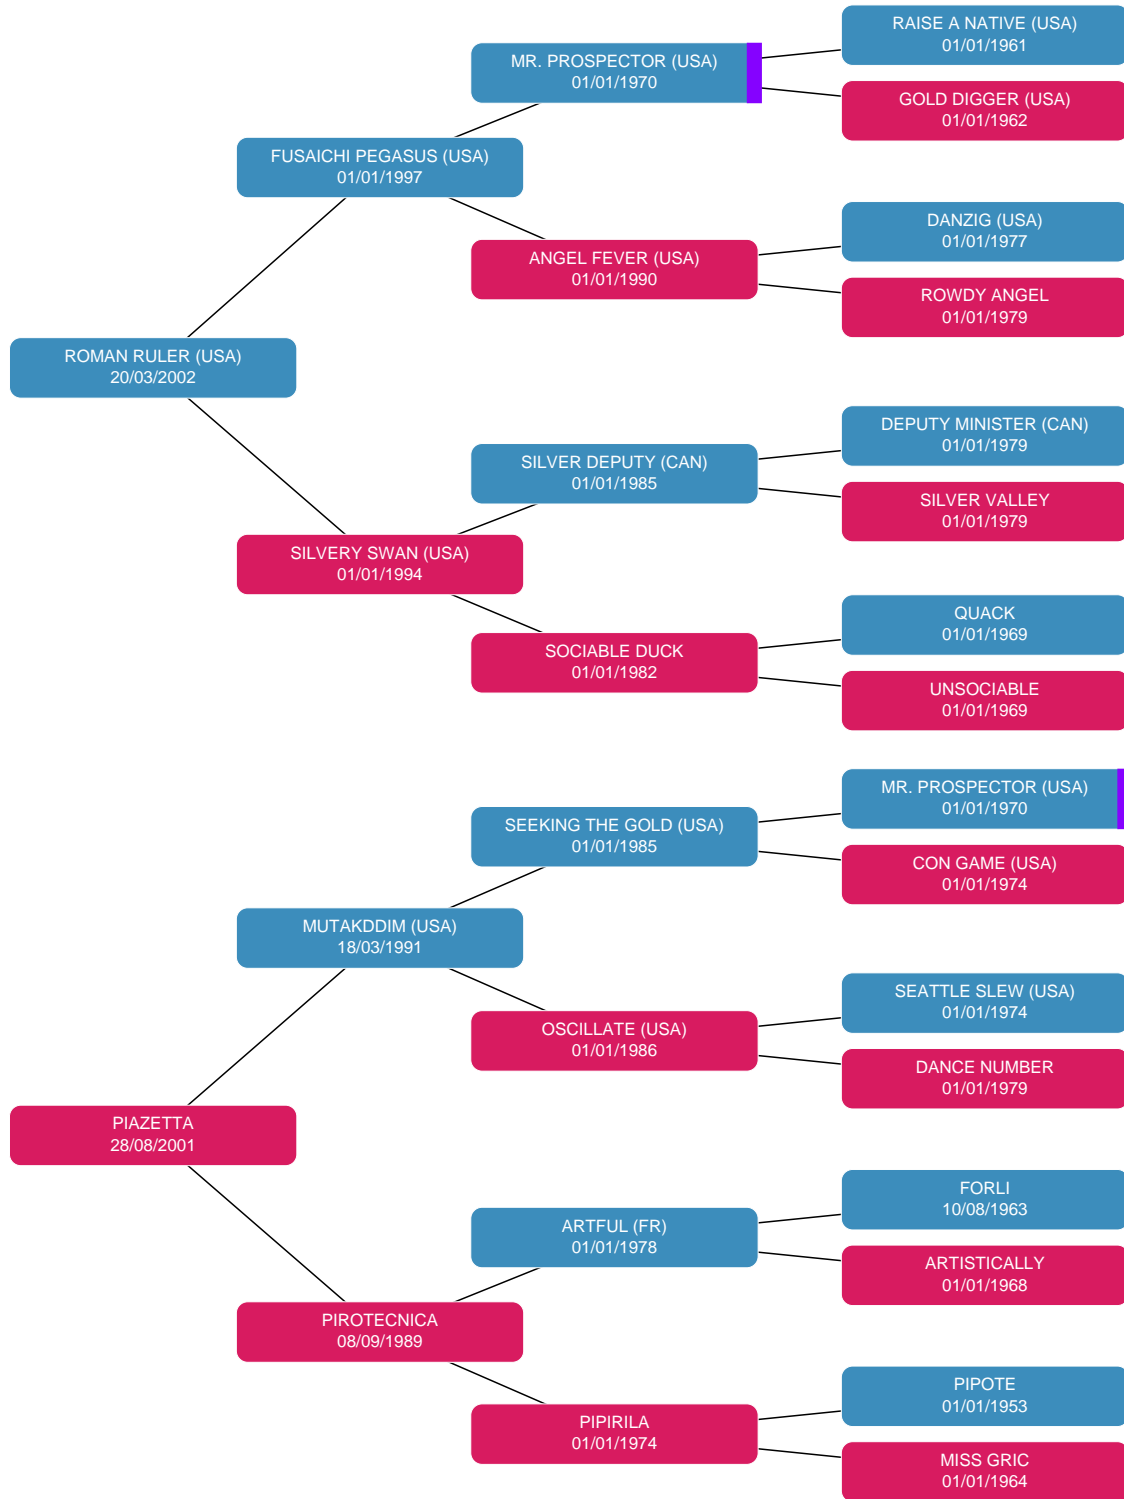 RAISE A NATIVE (USA)
01/01/1961
MR. PROSPECTOR (USA)
01/01/1970
GOLD DIGGER (USA)
01/01/1962
FUSAICHI PEGASUS (USA)
01/01/1997
DANZIG (USA)
01/01/1977
ANGEL FEVER (USA)
01/01/1990
ROWDY ANGEL
01/01/1979
ROMAN RULER (USA)
20/03/2002
DEPUTY MINISTER (CAN)
01/01/1979
SILVER DEPUTY (CAN)
01/01/1985
SILVER VALLEY
01/01/1979
SILVERY SWAN (USA)
01/01/1994
QUACK
01/01/1969
SOCIABLE DUCK
01/01/1982
UNSOCIABLE
01/01/1969
MR. PROSPECTOR (USA)
01/01/1970
SEEKING THE GOLD (USA)
01/01/1985
CON GAME (USA)
01/01/1974
MUTAKDDIM (USA)
18/03/1991
SEATTLE SLEW (USA)
01/01/1974
OSCILLATE (USA)
01/01/1986
DANCE NUMBER
01/01/1979
PIAZETTA
28/08/2001
FORLI
10/08/1963
ARTFUL (FR)
01/01/1978
ARTISTICALLY
01/01/1968
PIROTECNICA
08/09/1989
PIPOTE
01/01/1953
PIPIRILA
01/01/1974
MISS GRIC
01/01/1964